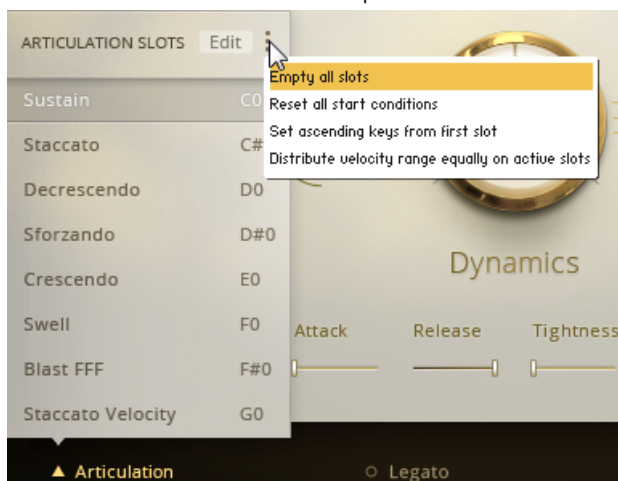 ARTICULATION SLOTS Edit
Empty all slots
Reset all start conditions
Set ascending keys from first slot
Distribute velocity range equally on active slots
Sustain C0
Staccato C#
Decrescendo D0
Sforzando D#0
Crescendo E0
Swell F0
Blast FFF F#0
Staccato Velocity G0
Dynamics
Attack Release Tightness
Articulation Legato